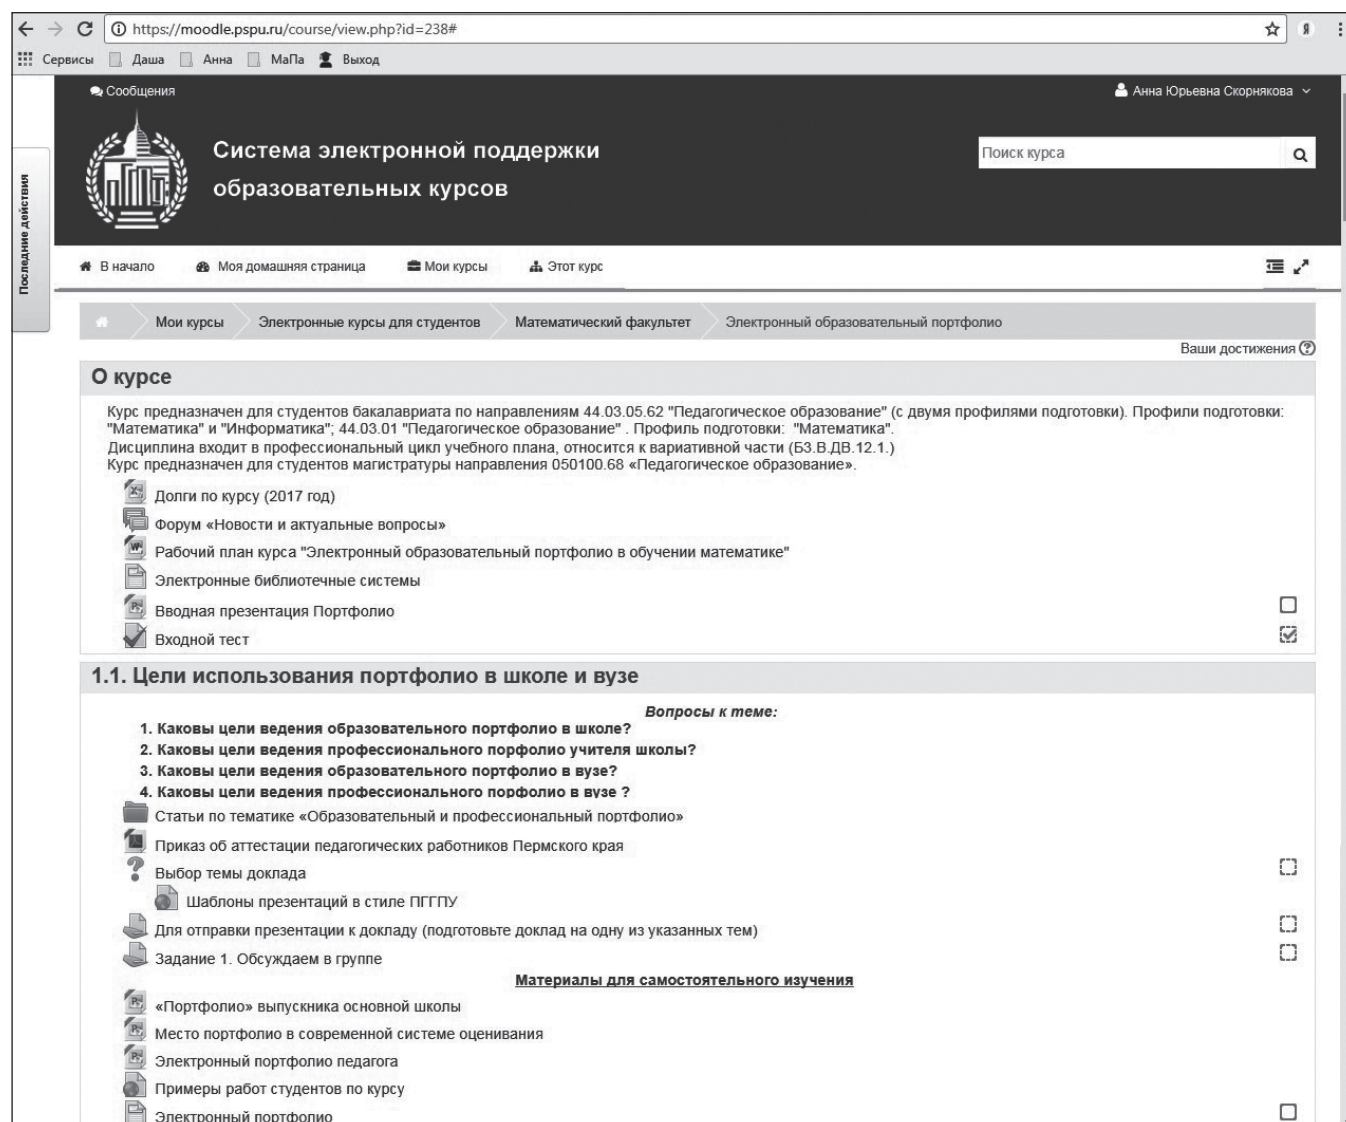 https://moodle.pspu.ru/course/view.php?id=238#
Я
Сервисы Даша Анна МаПа Выход
Сообщения
Анна Юрьевна Скорнякова
Система электронной поддержки
образовательных курсов
Поиск курса
Последние действия
В начало Моя домашняя страница Мои курсы Этот курс
Мои курсы Электронные курсы для студентов Математический факультет Электронный образовательный портфолио
Ваши достижения
О курсе
Курс предназначен для студентов бакалавриата по направлениям 44.03.05.62 "Педагогическое образование" (с двумя профилями подготовки). Профили подготовки:
"Математика" и "Информатика"; 44.03.01 "Педагогическое образование" . Профиль подготовки: "Математика".
Дисциплина входит в профессиональный цикл учебного плана, относится к вариативной части (Б3.В.ДВ.12.1.)
Курс предназначен для студентов магистратуры направления 050100.68 «Педагогическое образование».
Долги по курсу (2017 год)
Форум «Новости и актуальные вопросы»
Рабочий план курса "Электронный образовательный портфолио в обучении математике"
Электронные библиотечные системы
Вводная презентация Портфолио
Входной тест
1.1. Цели использования портфолио в школе и вузе
Вопросы к теме:
1. Каковы цели ведения образовательного портфолио в школе?
2. Каковы цели ведения профессионального порфолио учителя школы?
3. Каковы цели ведения образовательного портфолио в вузе?
4. Каковы цели ведения профессионального порфолио в вузе ?
Статьи по тематике «Образовательный и профессиональный портфолио»
Приказ об аттестации педагогических работников Пермского края
Выбор темы доклада
Шаблоны презентаций в стиле ПГГПУ
Для отправки презентации к докладу (подготовьте доклад на одну из указанных тем)
Задание 1. Обсуждаем в группе
Материалы для самостоятельного изучения
«Портфолио» выпускника основной школы
Место портфолио в современной системе оценивания
Электронный портфолио педагога
Примеры работ студентов по курсу
Электронный портфолио